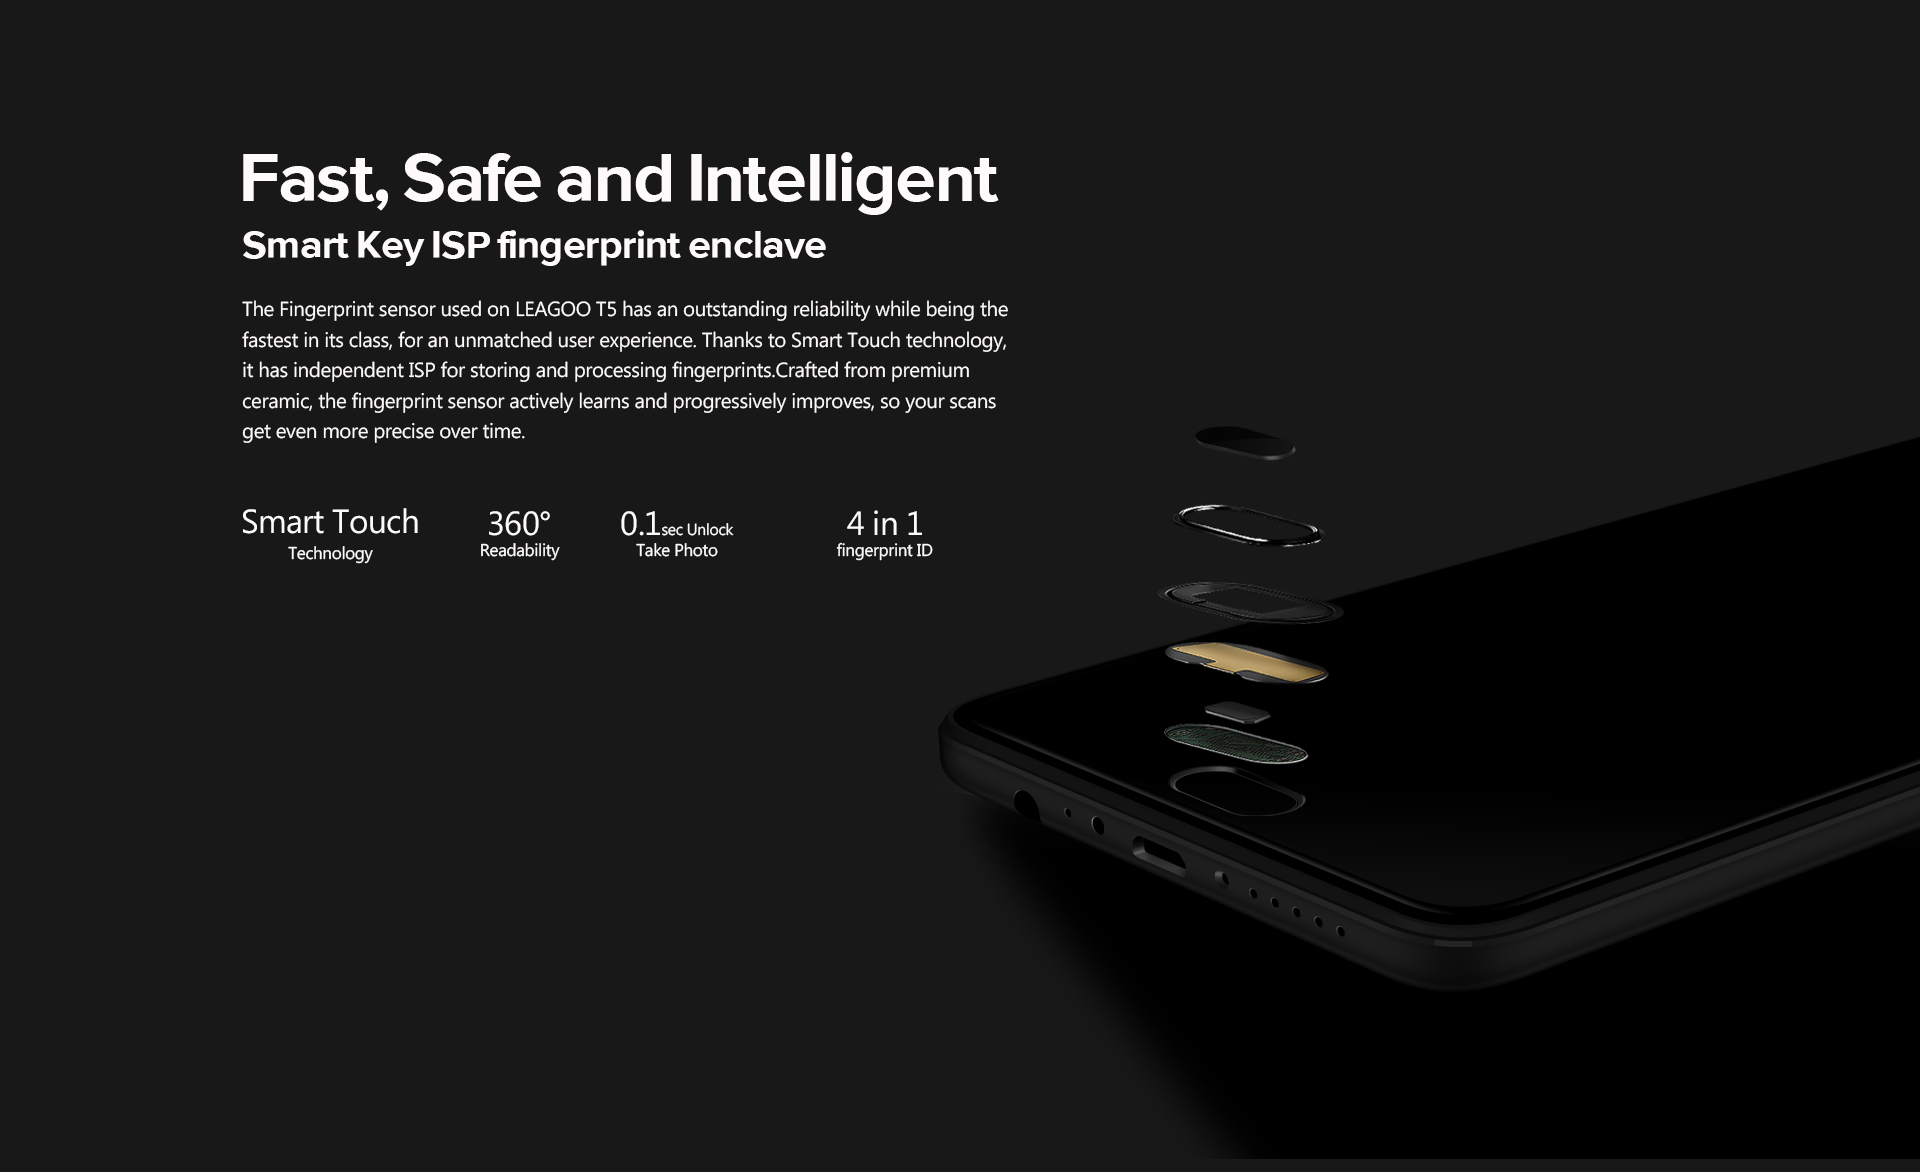 Fast, Safe and Intelligent
Smart Key ISP fingerprint enclave
The Fingerprint sensor used on LEAGOO T5 has an outstanding reliability while being the
fastest in its class, for an unmatched user experience. Thanks to Smart Touch technology,
it has independent ISP for storing and processing fingerprints.Crafted from premium
ceramic, the fingerprint sensor actively learns and progressively improves, so your scans
get even more precise over time.
Smart Touch
Technology
360°
Readability
0.1sec Unlock
Take Photo
4 in 1
fingerprint ID